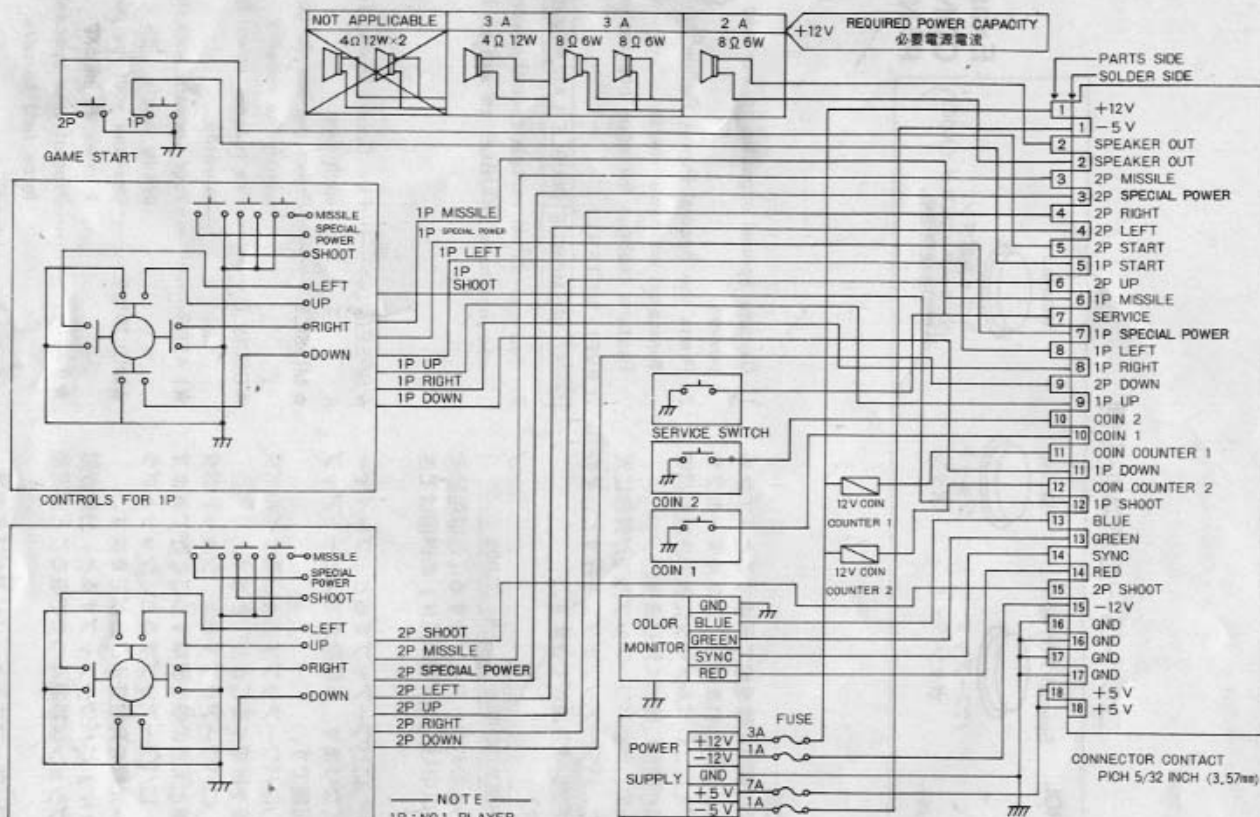 NOT APPLICABLE
4Ω12W×2
3 A
4Ω 12W
3 A
8Ω 6W 8Ω 6W
2 A
8Ω 6W
+12V
REQUIRED POWER CAPACITY
必要電源電流
PARTS SIDE
SOLDER SIDE
2P 1P
GAME START
MISSILE
SPECIAL POWER
SHOOT
LEFT
UP
RIGHT
DOWN
CONTROLS FOR 1P
1P MISSILE
1P SPECIAL POWER
1P LEFT
1P SHOOT
1P UP
1P RIGHT
1P DOWN
MISSILE
SPECIAL POWER
SHOOT
LEFT
UP
RIGHT
DOWN
2P SHOOT
2P MISSILE
2P SPECIAL POWER
2P LEFT
2P UP
2P RIGHT
2P DOWN
NOTE
1P : NO.1 PLAYER
SERVICE SWITCH
COIN 2
COIN 1
12V COIN
COUNTER 1
12V COIN
COUNTER 2
COLOR MONITOR
GND
BLUE
GREEN
SYNC
RED
POWER SUPPLY
FUSE
+12V 3A
-12V 1A
GND
+5V 7A
-5V 1A
1 +12V
1 -5V
2 SPEAKER OUT
2 SPEAKER OUT
3 2P MISSILE
3 2P SPECIAL POWER
4 2P RIGHT
4 2P LEFT
5 2P START
5 1P START
6 2P UP
6 1P MISSILE
7 SERVICE
7 1P SPECIAL POWER
8 1P LEFT
8 1P RIGHT
9 2P DOWN
9 1P UP
10 COIN 2
10 COIN 1
11 COIN COUNTER 1
11 1P DOWN
12 COIN COUNTER 2
12 1P SHOOT
13 BLUE
13 GREEN
14 SYNC
14 RED
15 2P SHOOT
15 -12V
16 GND
16 GND
17 GND
17 GND
18 +5V
18 +5V
CONNECTOR CONTACT
PICH 5/32 INCH (3,57mm)